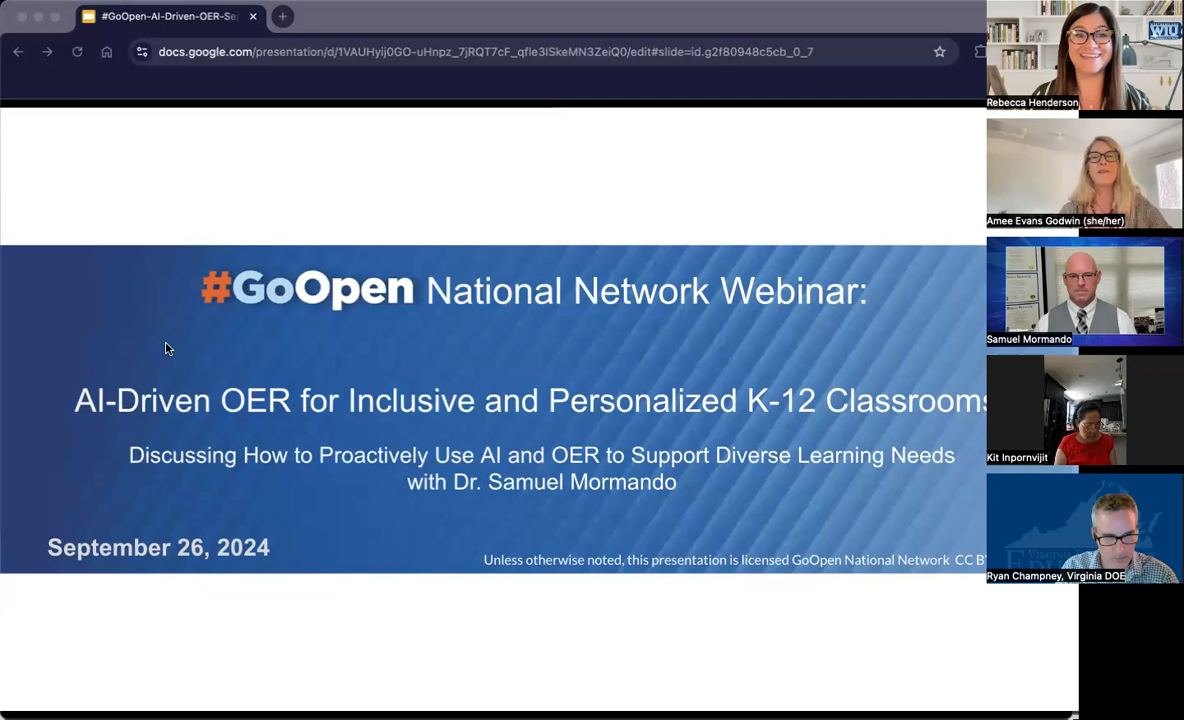 #GoOpen-AI-Driven-OER-Se
docs.google.com/presentation/d/1VAUHyij0GO-uHnpz_7jRQT7cF_qfle3lSkeMN3ZeiQ0/edit#slide=id.g2f80948c5cb_0_7
WIU
Rebecca Henderson
Amee Evans Godwin (she/her)
#GoOpen National Network Webinar:
Samuel Mormando
AI-Driven OER for Inclusive and Personalized K-12 Classrooms
Discussing How to Proactively Use AI and OER to Support Diverse Learning Needs
with Dr. Samuel Mormando
Kit Inpornvijit
September 26, 2024
Unless otherwise noted, this presentation is licensed GoOpen National Network CC B
Ryan Champney, Virginia DOE